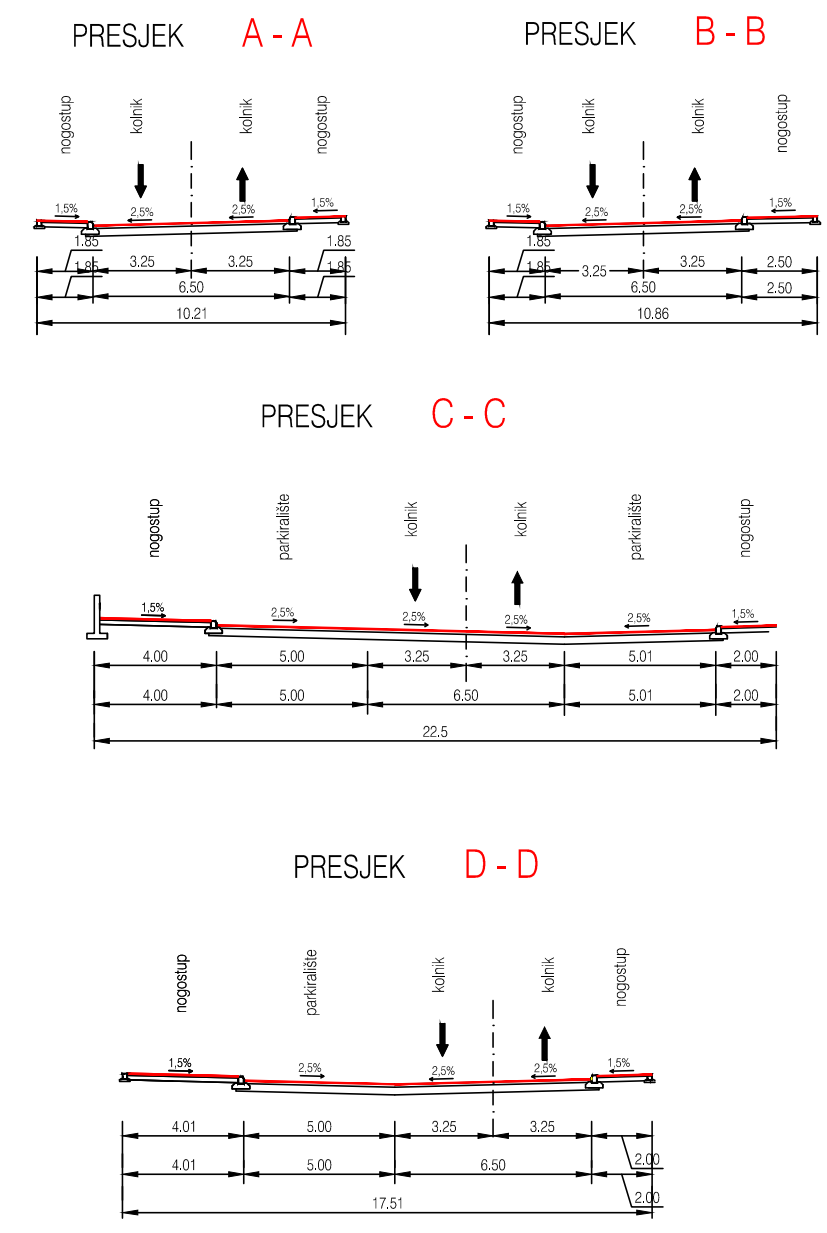 PRESJEK A - A
nogostup kolnik kolnik nogostup
1,5% 2,5% 2,5% 1,5%
1.85 3.25 3.25 1.85
1.85 6.50 1.85
10.21
PRESJEK B - B
nogostup kolnik kolnik nogostup
1,5% 2,5% 2,5% 1,5%
1.85 3.25 3.25 2.50
1.85 6.50 2.50
10.86
PRESJEK C - C
nogostup parkiralište kolnik kolnik parkiralište nogostup
1,5% 2,5% 2,5% 2,5% 2,5% 1,5%
4.00 5.00 3.25 3.25 5.01 2.00
4.00 5.00 6.50 5.01 2.00
22.5
PRESJEK D - D
nogostup parkiralište kolnik kolnik nogostup
1,5% 2,5% 2,5% 2,5% 1,5%
4.01 5.00 3.25 3.25 2.00
4.01 5.00 6.50 2.00
17.51